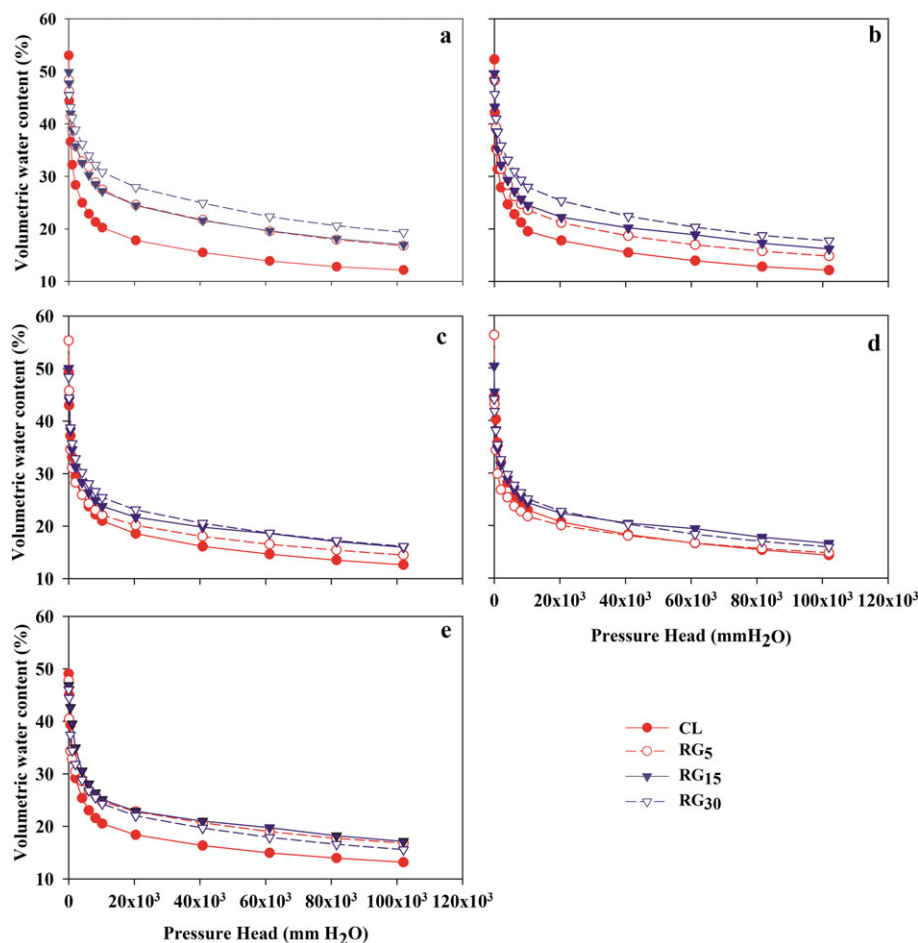 60
50
40
30
20
10
Volumetric water content (%)
a
b
60
50
40
30
20
10
Volumetric water content (%)
c
d
0 20x10³ 40x10³ 60x10³ 80x10³ 100x10³ 120x10³
Pressure Head (mmH₂O)
60
50
40
30
20
10
Volumetric water content (%)
e
0 20x10³ 40x10³ 60x10³ 80x10³ 100x10³ 120x10³
Pressure Head (mm H₂O)
CL
RG₅
RG₁₅
RG₃₀